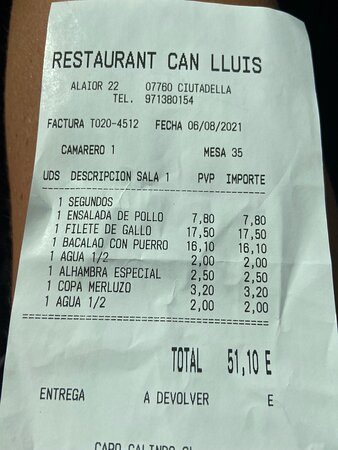 RESTAURANT CAN LLUIS
ALAIOR 22 07760 CIUTADELLA
TEL. 971380154
FACTURA T020-4512 FECHA 06/08/2021
CAMARERO 1 MESA 35
UDS DESCRIPCION SALA 1 PVP IMPORTE
1 SEGUNDOS
1 ENSALADA DE POLLO 7,80 7,80
1 FILETE DE GALLO 17,50 17,50
1 BACALAO CON PUERRO 16,10 16,10
1 AGUA 1/2 2,00 2,00
1 ALHAMBRA ESPECIAL 2,50 2,50
1 COPA MERLUZO 3,20 3,20
1 AGUA 1/2 2,00 2,00
TOTAL 51,10 E
ENTREGA A DEVOLVER E